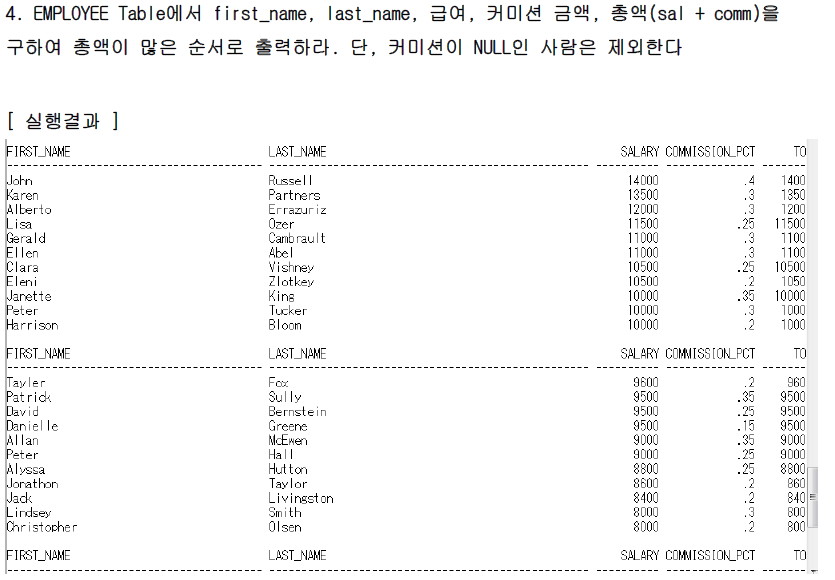 4. EMPLOYEE Table에서 first_name, last_name, 급여, 커미션 금액, 총액(sal + comm)을
구하여 총액이 많은 순서로 출력하라. 단, 커미션이 NULL인 사람은 제외한다
[ 실행결과 ]
FIRST_NAME LAST_NAME SALARY COMMISSION_PCT TO
John Russell 14000 .4 1400
Karen Partners 13500 .3 1350
Alberto Errazuriz 12000 .3 1200
Lisa Ozer 11500 .25 11500
Gerald Cambrault 11000 .3 1100
Ellen Abel 11000 .3 1100
Clara Vishney 10500 .25 10500
Eleni Zlotkey 10500 .2 1050
Janette King 10000 .35 10000
Peter Tucker 10000 .3 1000
Harrison Bloom 10000 .2 1000
FIRST_NAME LAST_NAME SALARY COMMISSION_PCT TO
Tayler Fox 9600 .2 960
Patrick Sully 9500 .35 9500
David Bernstein 9500 .25 9500
Danielle Greene 9500 .15 9500
Allan McEwen 9000 .35 9000
Peter Hall 9000 .25 9000
Alyssa Hutton 8800 .25 8800
Jonathon Taylor 8600 .2 860
Jack Livingston 8400 .2 840
Lindsey Smith 8000 .3 800
Christopher Olsen 8000 .2 800
FIRST_NAME LAST_NAME SALARY COMMISSION_PCT TO